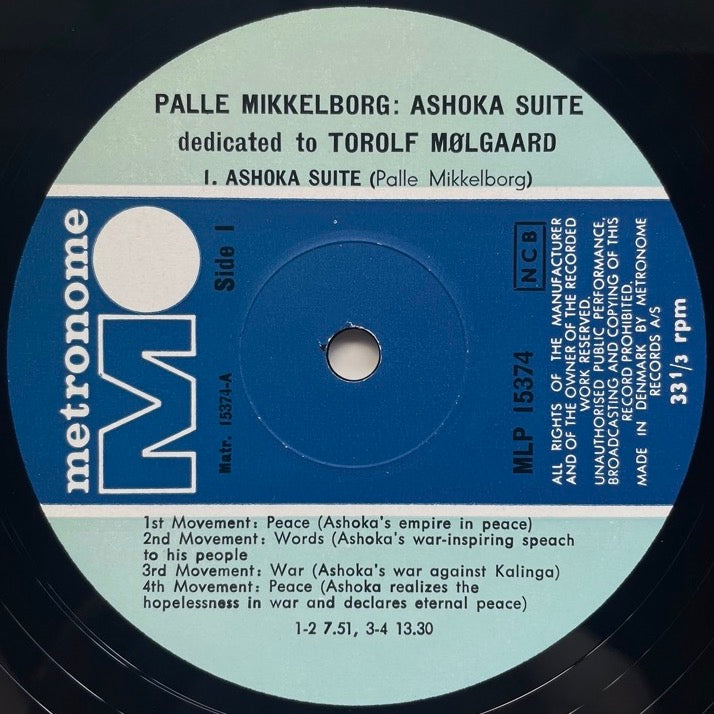 PALLE MIKKELBORG: ASHOKA SUITE
dedicated to TOROLF MØLGAARD
1. ASHOKA SUITE (Palle Mikkelborg)
metronome
M
Side 1
Matr. 15374-A
NCB
MLP 15374
ALL RIGHTS OF THE MANUFACTURER
AND OF THE OWNER OF THE RECORDED
WORK RESERVED.
UNAUTHORISED PUBLIC PERFORMANCE,
BROADCASTING AND COPYING OF THIS
RECORD PROHIBITED.
MADE IN DENMARK BY METRONOME
RECORDS A/S
33 1/3 rpm
1st Movement: Peace (Ashoka's empire in peace)
2nd Movement: Words (Ashoka's war-inspiring speach
to his people
3rd Movement: War (Ashoka's war against Kalinga)
4th Movement: Peace (Ashoka realizes the
hopelessness in war and declares eternal peace)
1-2 7.51, 3-4 13.30